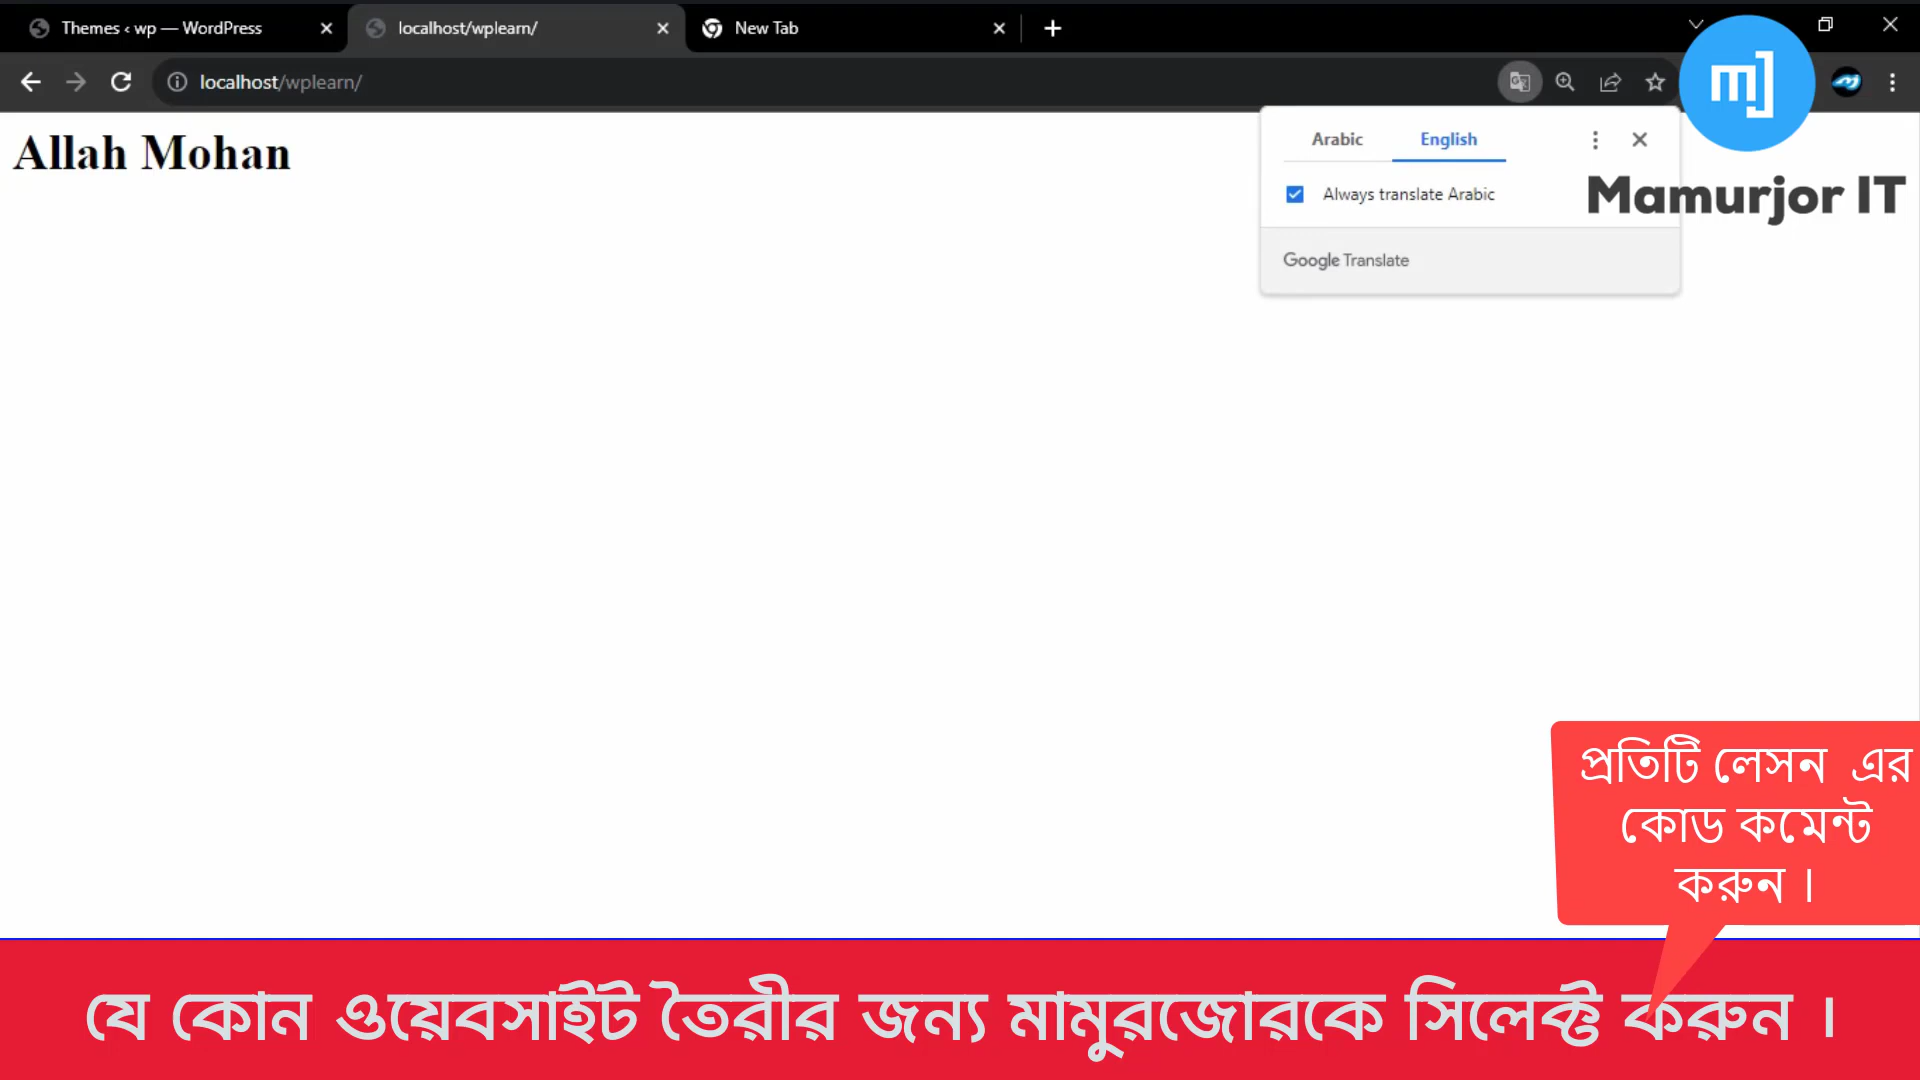 Themes ‹ wp — WordPress
localhost/wplearn/
New Tab
localhost/wplearn/
Allah Mohan
Arabic
English
Always translate Arabic
Google Translate
m]
Mamurjor IT
প্রতিটি লেসন এর
কোড কমেন্ট
করুন ।
যে কোন ওয়েবসাইট তৈরীর জন্য মামুরজোরকে সিলেক্ট করুন ।